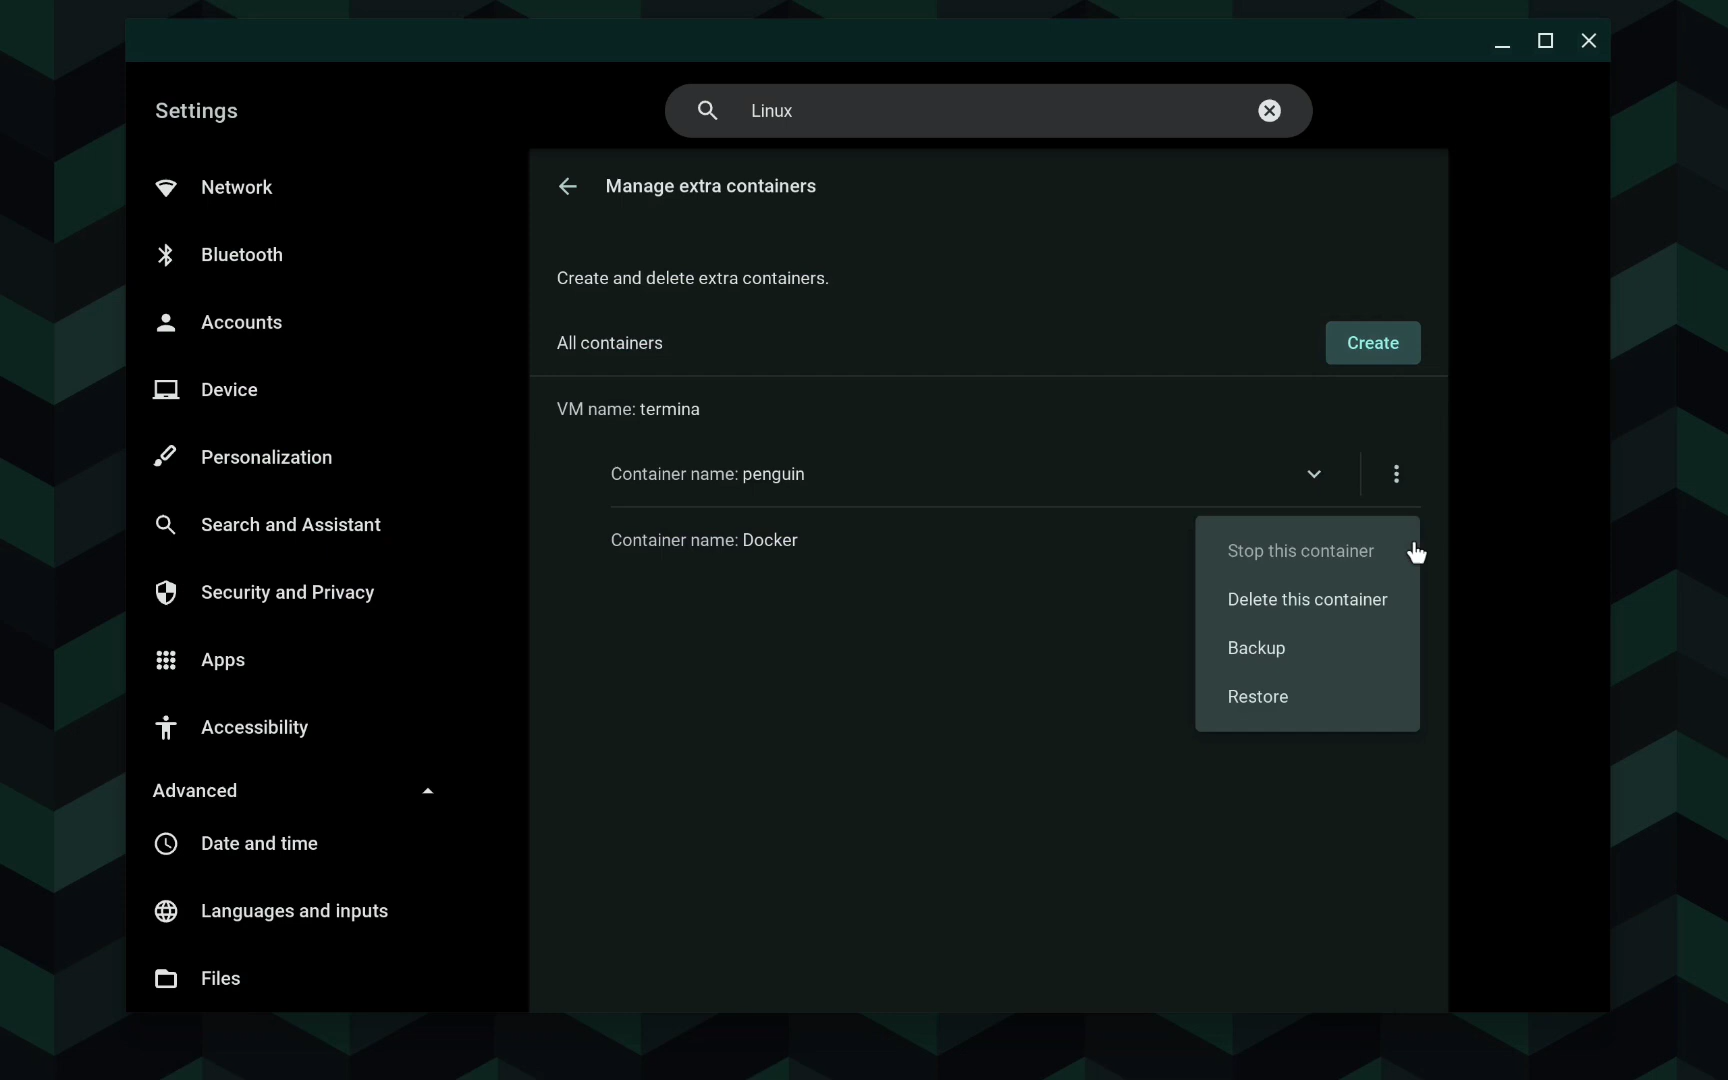 Settings
Linux
Network
Bluetooth
Accounts
Device
Personalization
Search and Assistant
Security and Privacy
Apps
Accessibility
Advanced
Date and time
Languages and inputs
Files
Manage extra containers
Create and delete extra containers.
All containers
Create
VM name: termina
Container name: penguin
Container name: Docker
Stop this container
Delete this container
Backup
Restore